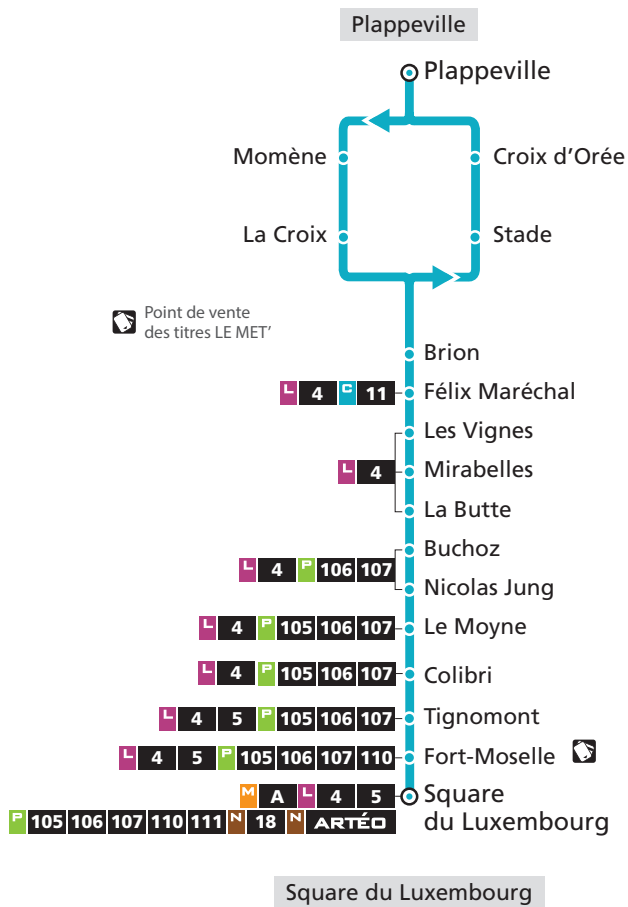 Plappeville
Plappeville
Momène
Croix d'Orée
La Croix
Stade
Point de vente
des titres LE MET'
Brion
L 4 C 11 Félix Maréchal
Les Vignes
L 4 Mirabelles
La Butte
Buchoz
L 4 P 106 107
Nicolas Jung
L 4 P 105 106 107 Le Moyne
L 4 P 105 106 107 Colibri
L 4 5 P 105 106 107 Tignomont
L 4 5 P 105 106 107 110 Fort-Moselle
M A L 4 5 Square
P 105 106 107 110 111 N 18 N ARTÉO du Luxembourg
Square du Luxembourg